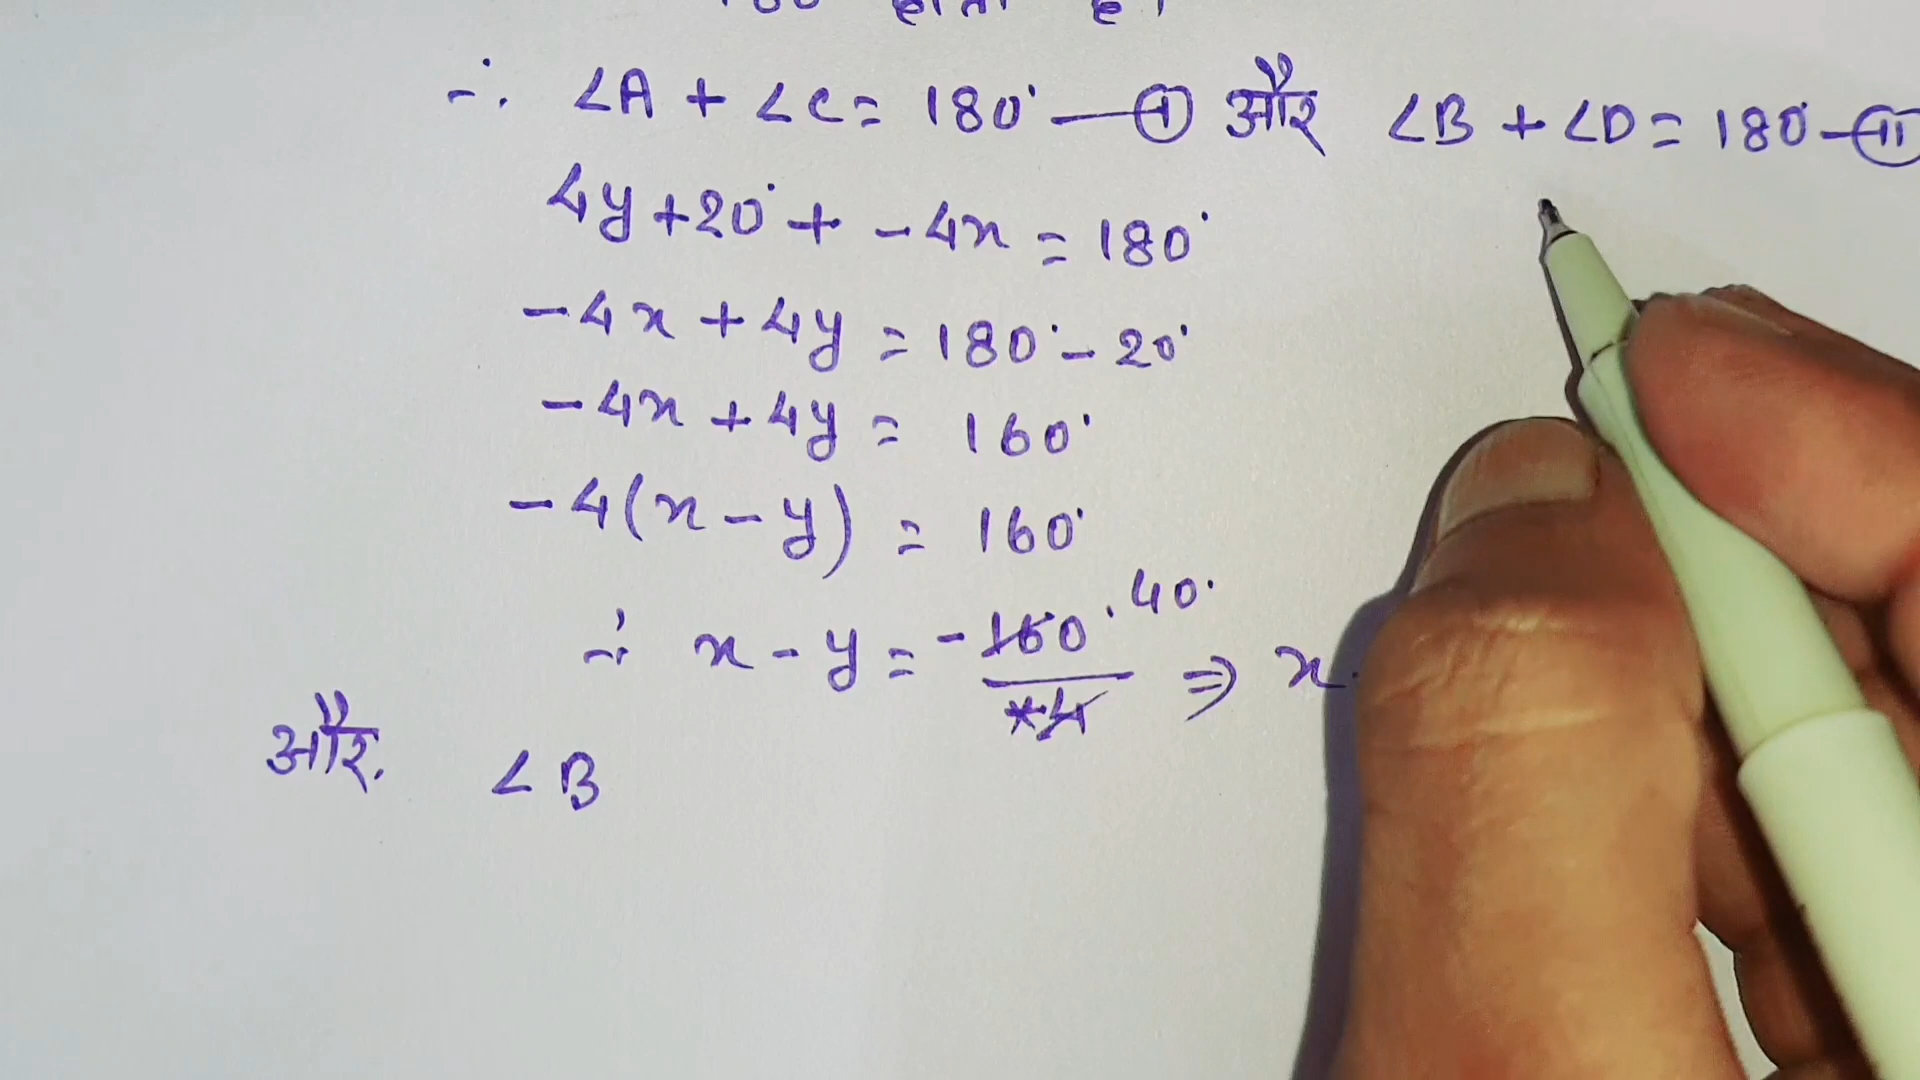 180 होता है।
∴ ∠A + ∠C = 180° — Ⓘ और ∠B + ∠D = 180 — ⒾⒾ
4y + 20° + - 4x = 180°
- 4x + 4y = 180° - 20°
- 4x + 4y = 160°
- 4(x - y) = 160°
∴ x - y = -160° / 4 40° ⇒ x
और ∠B